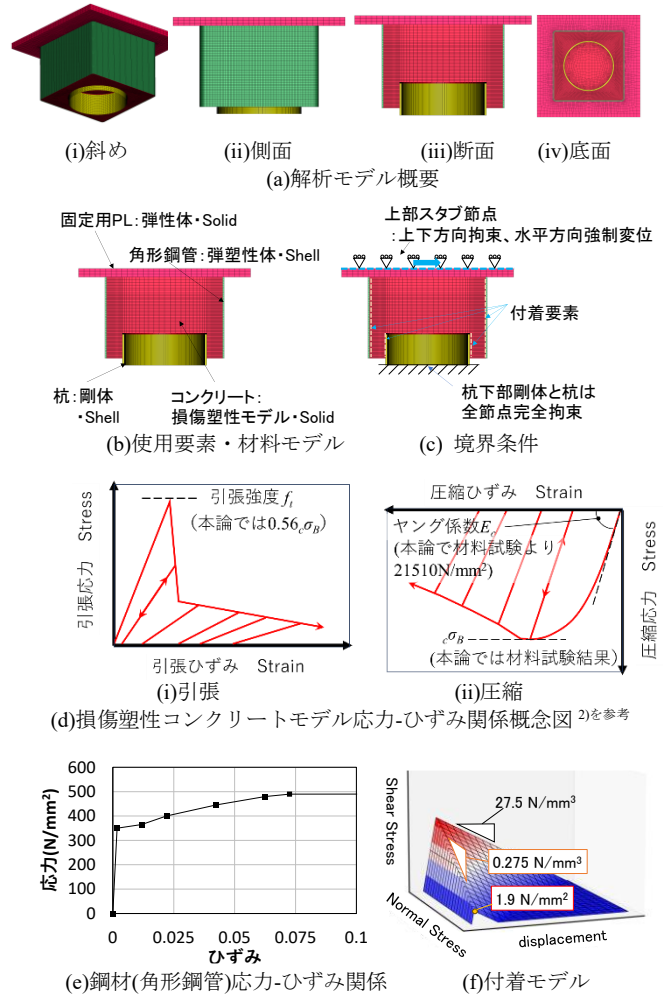 (i)斜め
(ii)側面
(iii)断面
(iv)底面
(a)解析モデル概要
固定用PL:弾性体・Solid
角形鋼管:弾塑性体・Shell
杭:剛体
・Shell
コンクリート:
損傷塑性モデル・Solid
(b)使用要素・材料モデル
上部スタブ節点
:上下方向拘束、水平方向強制変位
付着要素
杭下部剛体と杭は
全節点完全拘束
(c) 境界条件
引張応力 Stress
引張強度 ft
(本論では0.56cσB)
引張ひずみ Strain
(i)引張
圧縮ひずみ Strain
ヤング係数Ec
(本論で材料試験より
21510N/mm²)
cσB
(本論では材料試験結果)
圧縮応力 Stress
(ii)圧縮
(d)損傷塑性コンクリートモデル応力-ひずみ関係概念図 2)を参考
応力(N/mm²)
600
500
400
300
200
100
0
0 0.025 0.05 0.075 0.1
ひずみ
(e)鋼材(角形鋼管)応力-ひずみ関係
Shear Stress
Normal Stress
displacement
27.5 N/mm³
0.275 N/mm³
1.9 N/mm²
(f)付着モデル